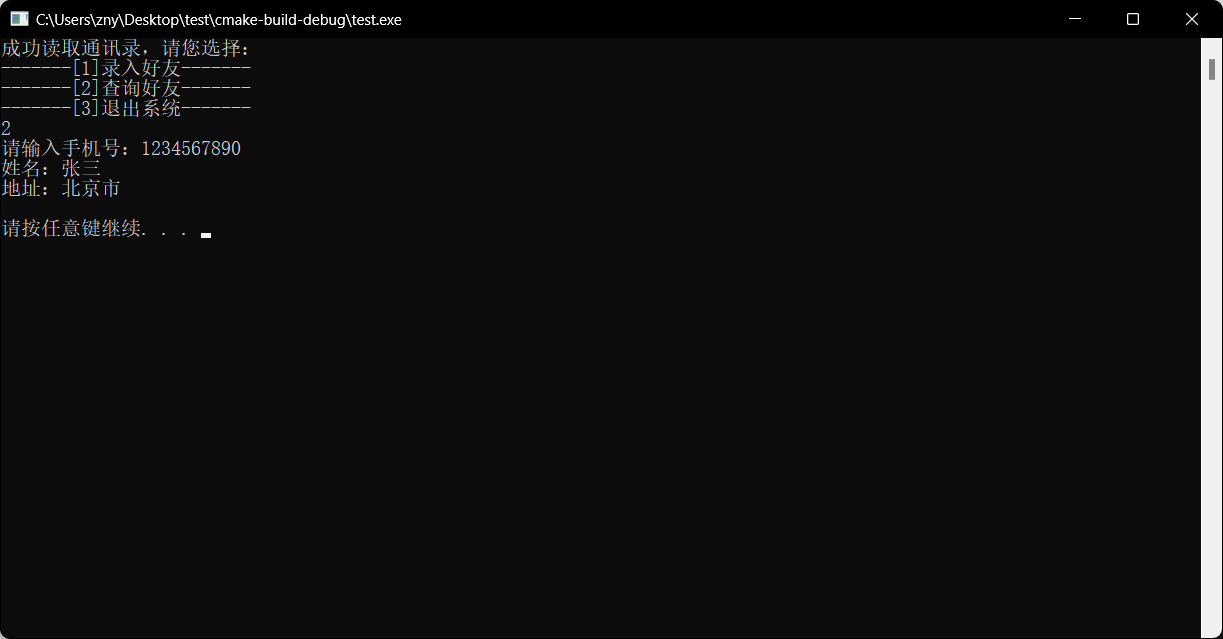 C:\Users\zny\Desktop\test\cmake-build-debug\test.exe
成功读取通讯录，请您选择：
-------[1]录入好友-------
-------[2]查询好友-------
-------[3]退出系统-------
2
请输入手机号：1234567890
姓名：张三
地址：北京市
请按任意键继续. . .